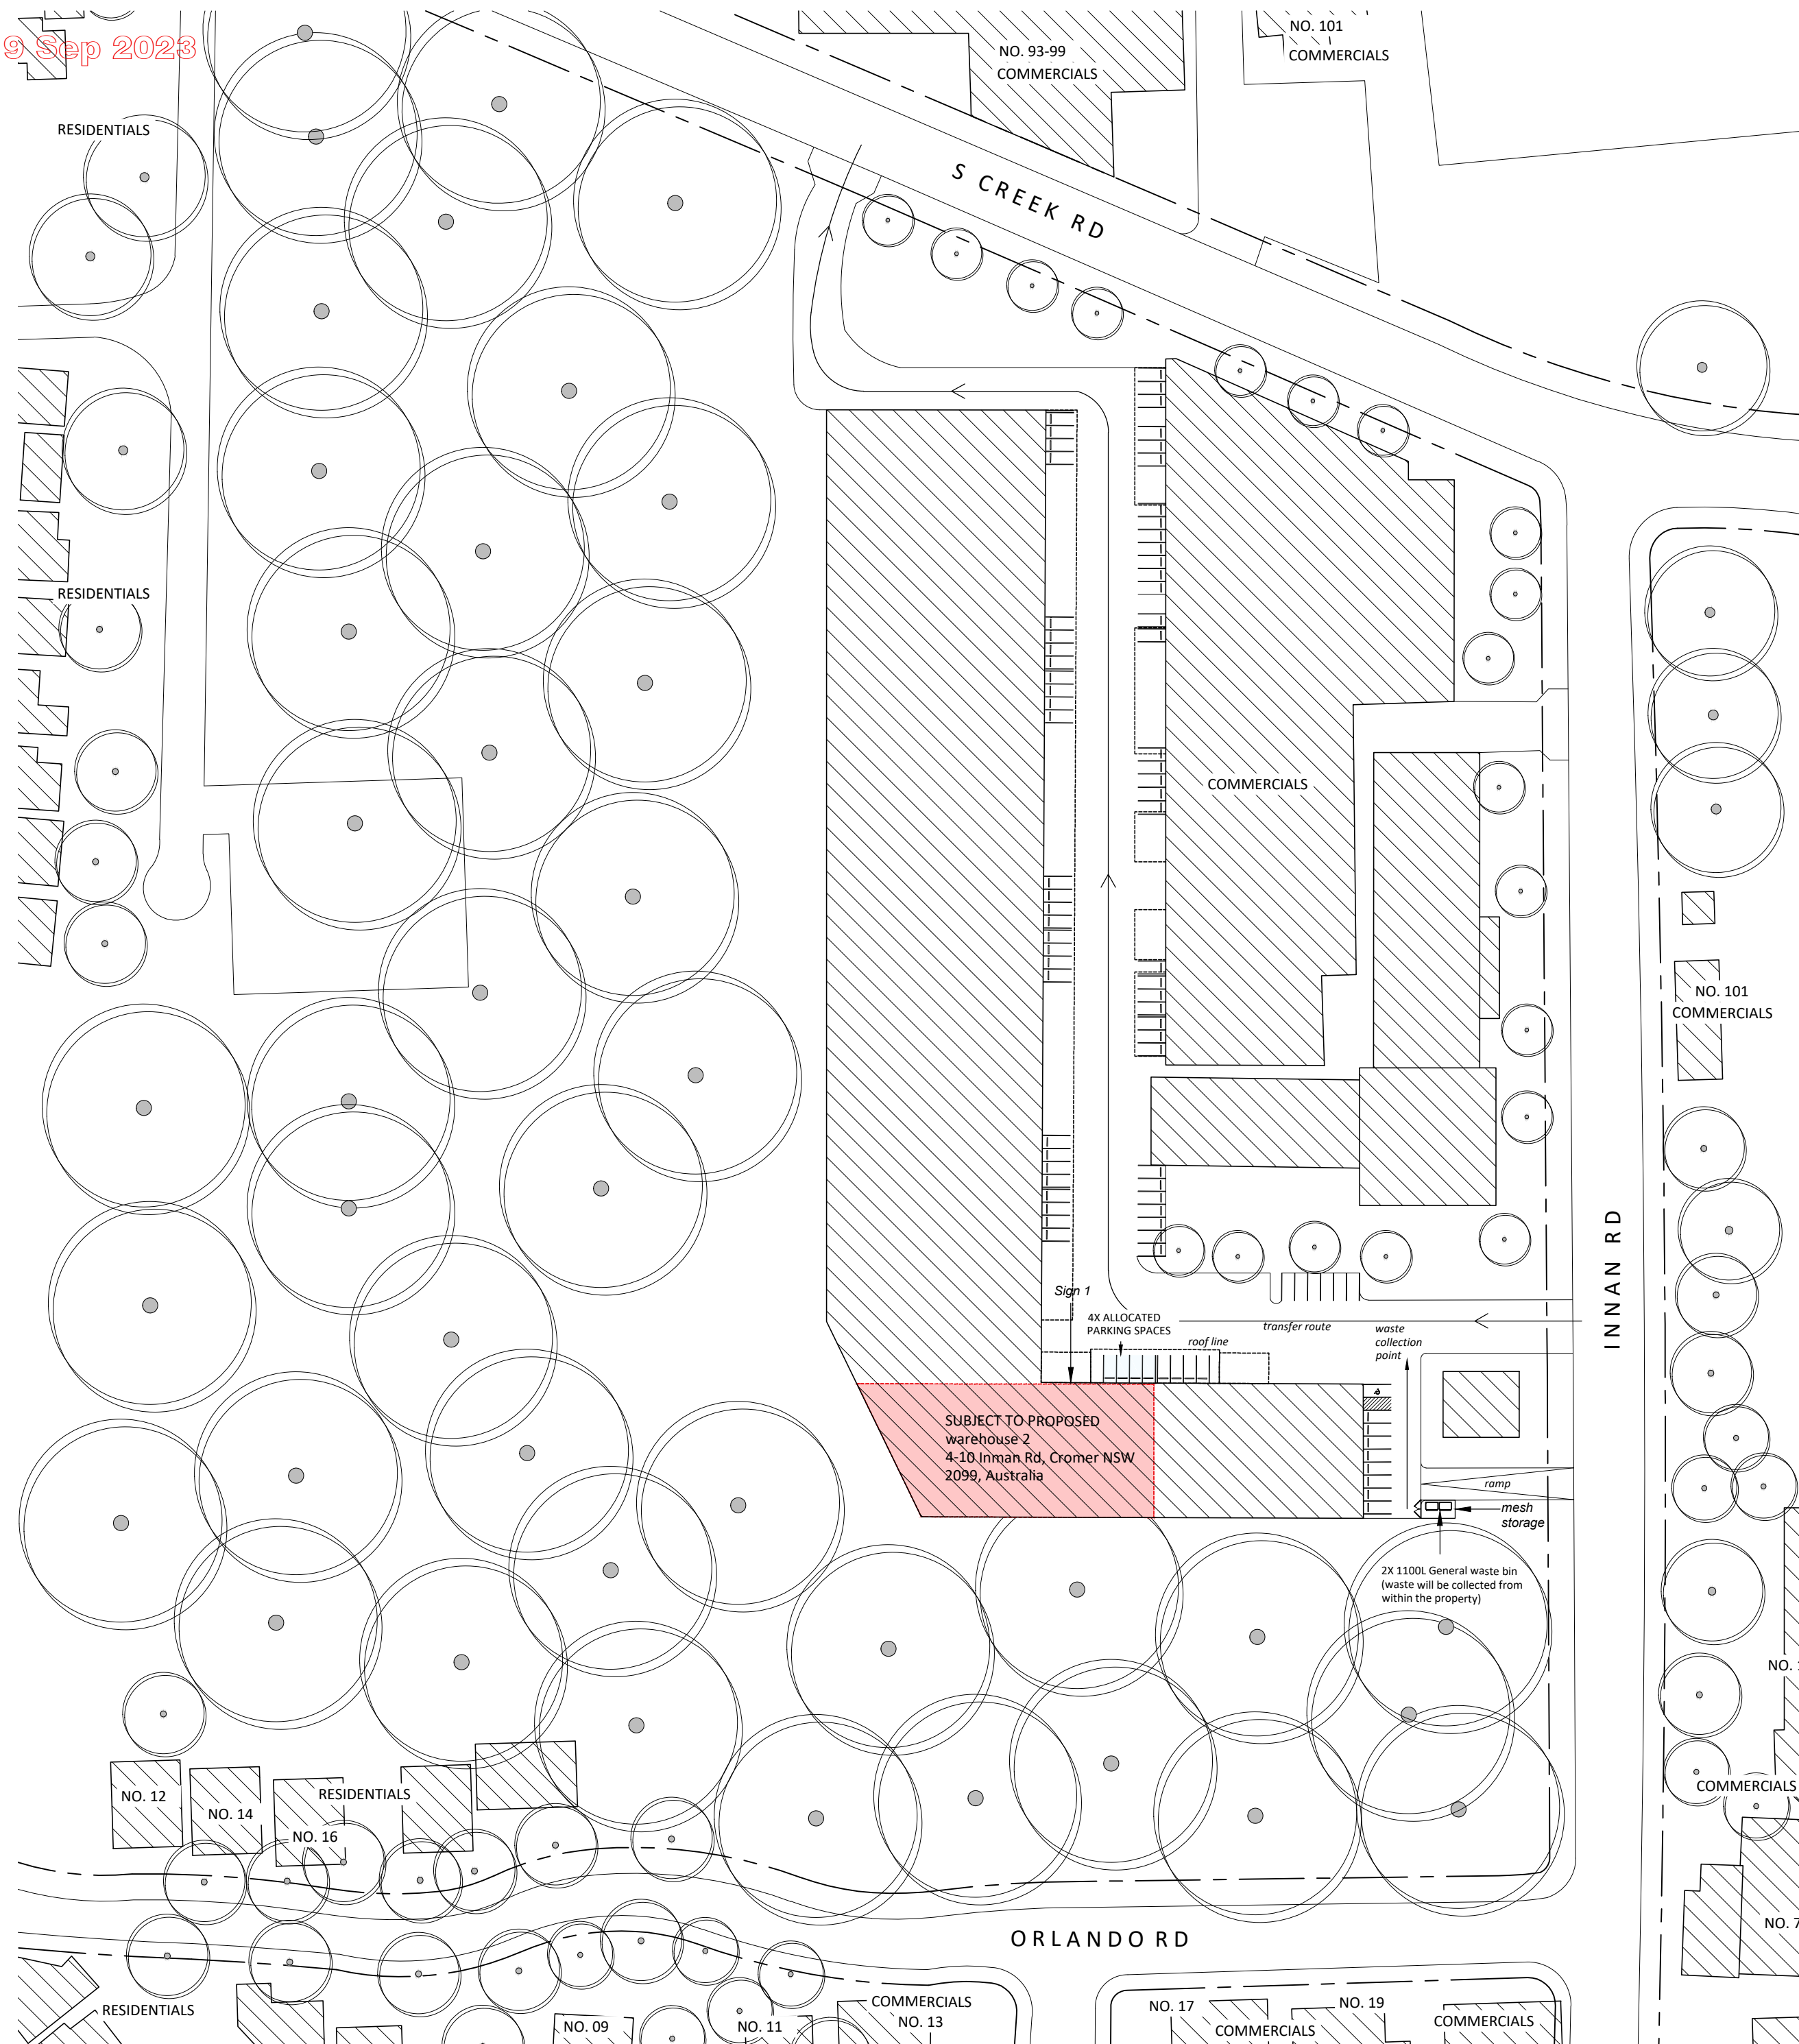 9 Sep 2023
NO. 93-99
COMMERCIALS
NO. 101
COMMERCIALS
RESIDENTIALS
S CREEK RD
RESIDENTIALS
COMMERCIALS
NO. 101
COMMERCIALS
INNAN RD
Sign 1
4X ALLOCATED
PARKING SPACES
roof line
transfer route
waste
collection
point
SUBJECT TO PROPOSED
warehouse 2
4-10 Inman Rd, Cromer NSW
2099, Australia
ramp
mesh
storage
2X 1100L General waste bin
(waste will be collected from
within the property)
NO. 12
NO. 14
NO. 16
RESIDENTIALS
COMMERCIALS
NO. 7
ORLANDO RD
RESIDENTIALS
NO. 09
NO. 11
COMMERCIALS
NO. 13
NO. 17
COMMERCIALS
NO. 19
COMMERCIALS